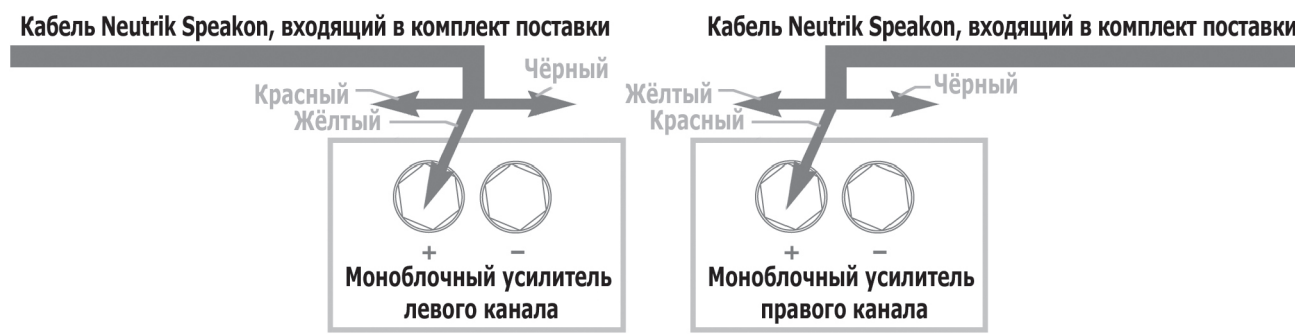 Кабель Neutrik Speakon, входящий в комплект поставки
Чёрный
Красный
Жёлтый
+ −
Моноблочный усилитель
левого канала
Кабель Neutrik Speakon, входящий в комплект поставки
Чёрный
Жёлтый
Красный
+ −
Моноблочный усилитель
правого канала